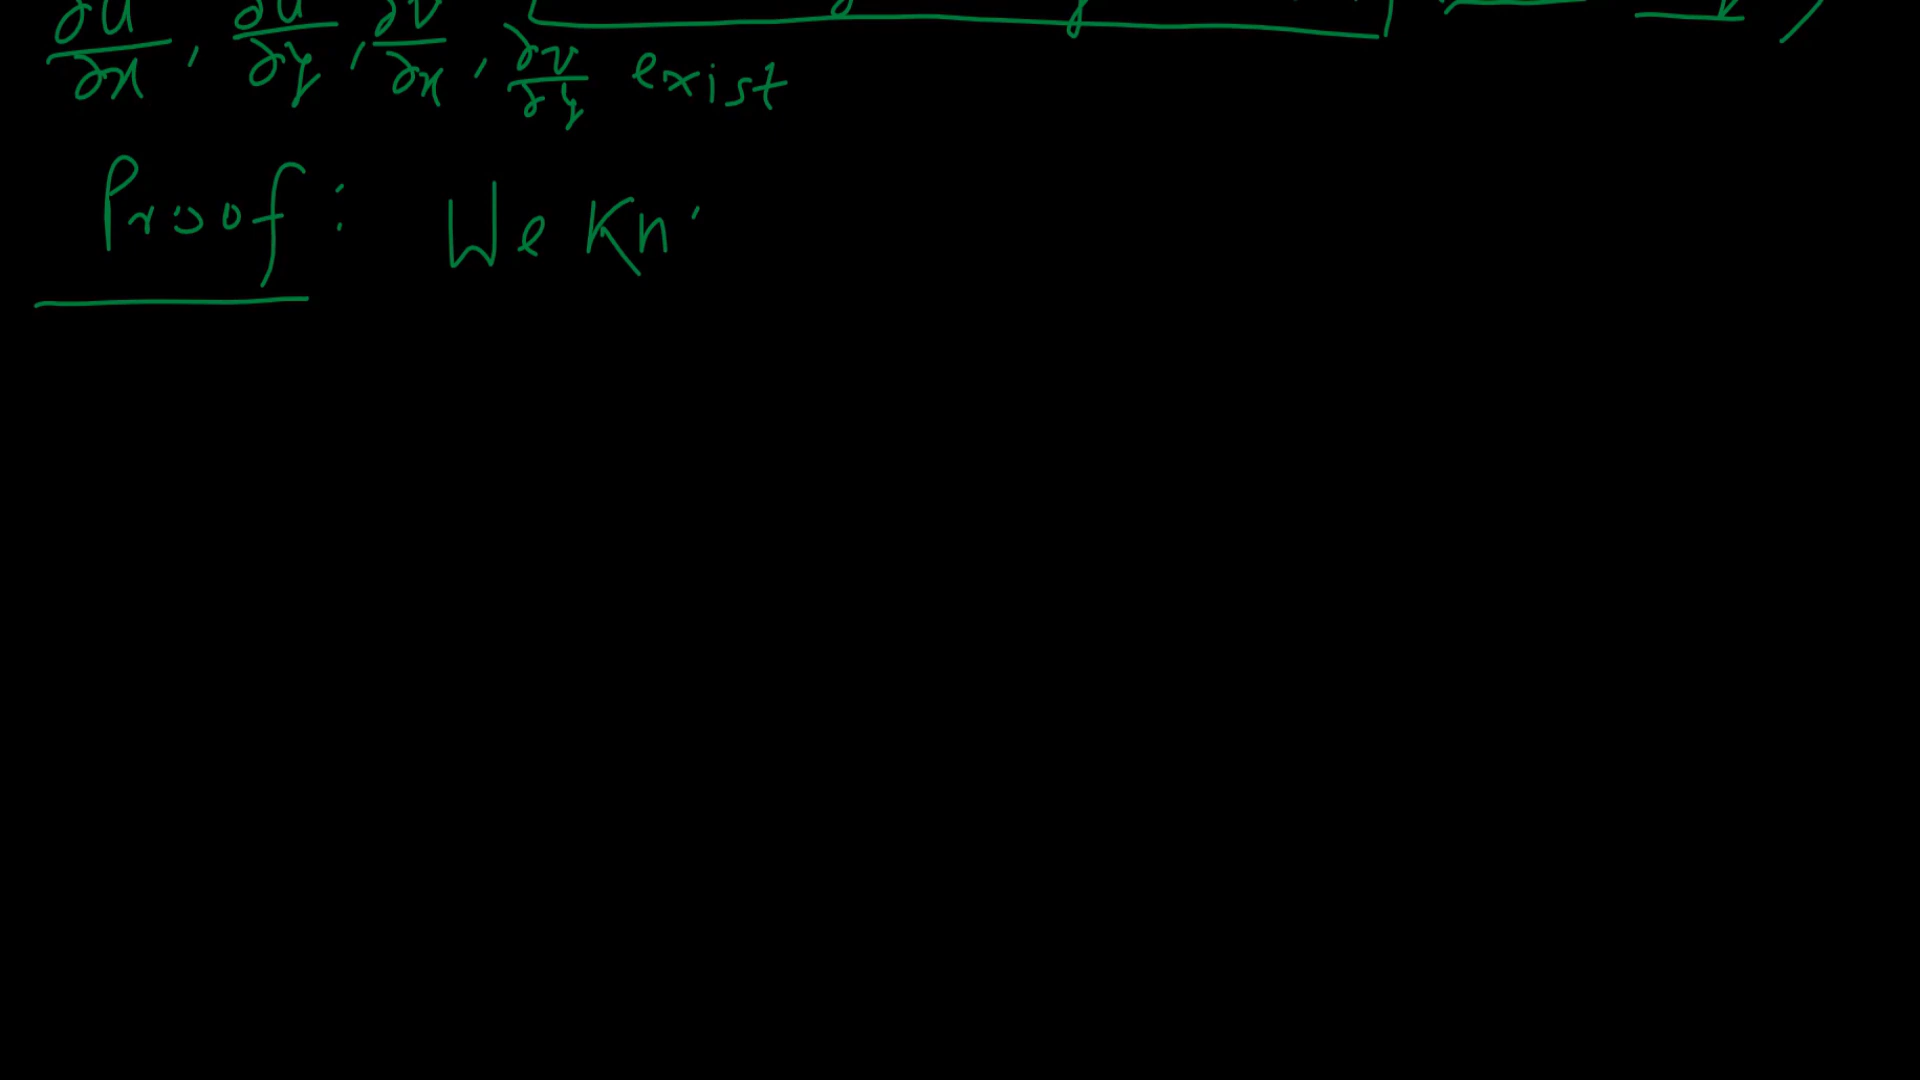 ∂u/∂x, ∂u/∂y, ∂v/∂x, ∂v/∂y exist
Proof: We Kn